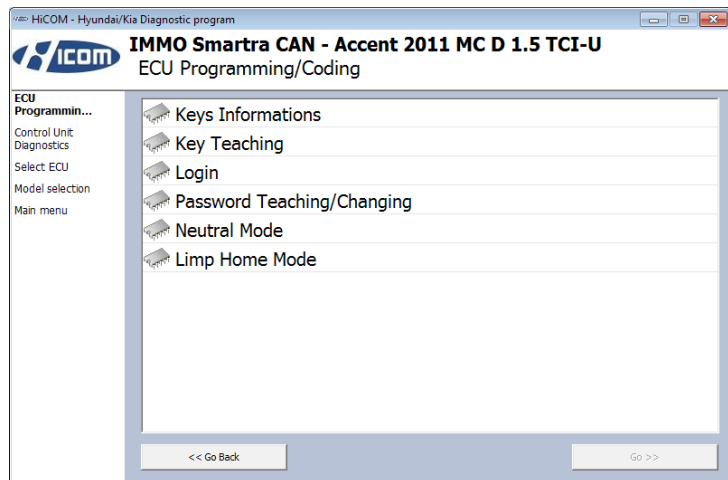 HiCOM - Hyundai/Kia Diagnostic program
HICOM
IMMO Smartra CAN - Accent 2011 MC D 1.5 TCI-U
ECU Programming/Coding
ECU
Programmin...
Control Unit
Diagnostics
Select ECU
Model selection
Main menu
Keys Informations
Key Teaching
Login
Password Teaching/Changing
Neutral Mode
Limp Home Mode
<< Go Back
Go >>